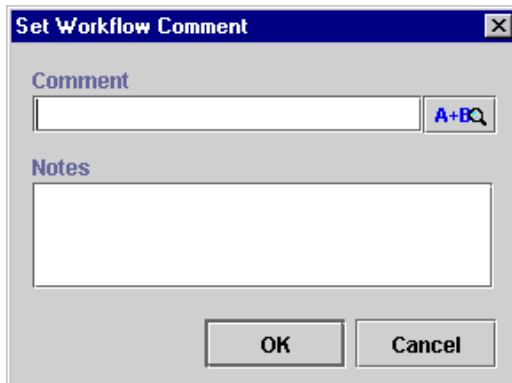 Set Workflow Comment
Comment
A+B
Notes
OK
Cancel